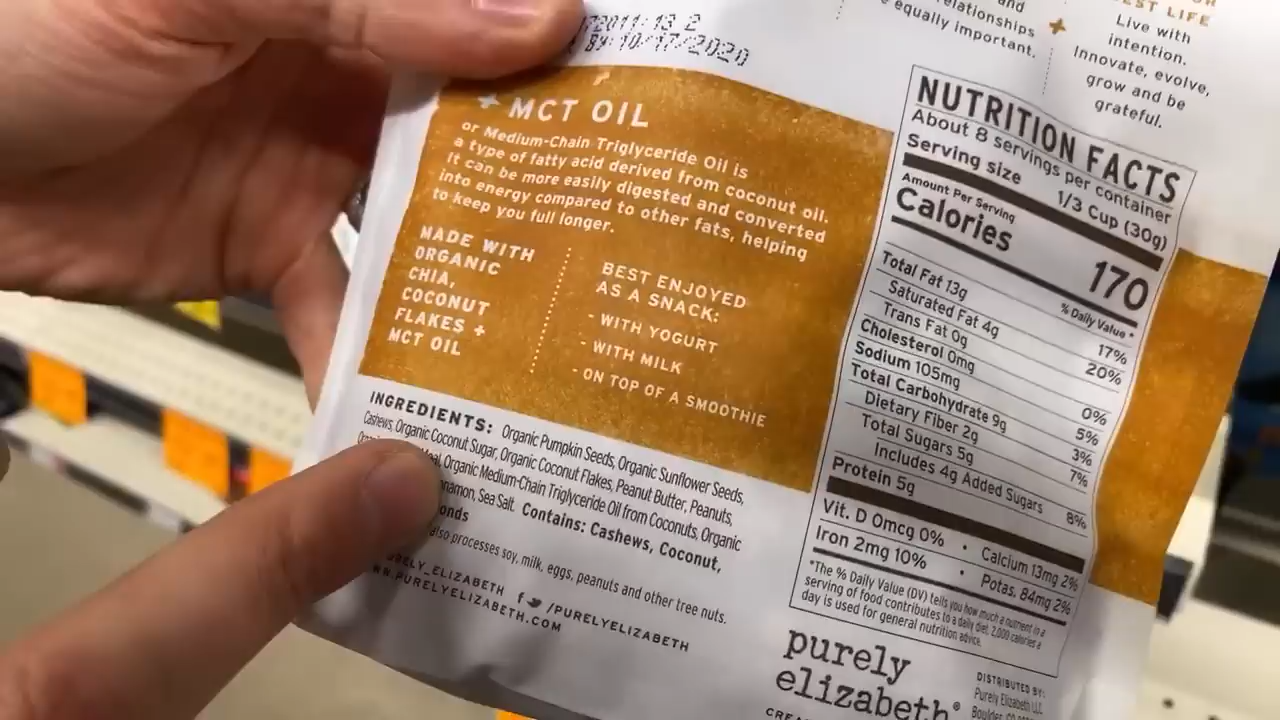 13:2
BY:10/17/2020
and
relationships
equally important.
EST LIFE
Live with
intention.
Innovate, evolve,
grow and be
grateful.
+ MCT OIL
or Medium-Chain Triglyceride Oil is
a type of fatty acid derived from coconut oil.
It can be more easily digested and converted
into energy compared to other fats, helping
to keep you full longer.
MADE WITH
ORGANIC
CHIA,
COCONUT
FLAKES +
MCT OIL
BEST ENJOYED
AS A SNACK:
- WITH YOGURT
- WITH MILK
- ON TOP OF A SMOOTHIE
INGREDIENTS: Organic Pumpkin Seeds, Organic Sunflower Seeds,
Cashews, Organic Coconut Sugar, Organic Coconut Flakes, Peanut Butter, Peanuts,
Organic Medium-Chain Triglyceride Oil from Coconuts, Organic
Sea Salt. Contains: Cashews, Coconut,
also processes soy, milk, eggs, peanuts and other tree nuts.
PURELY_ELIZABETH f /PURELYELIZABETH
WWW.PURELYELIZABETH.COM
NUTRITION FACTS
About 8 servings per container
Serving size 1/3 Cup (30g)
Amount Per Serving
Calories 170
% Daily Value*
Total Fat 13g 17%
Saturated Fat 4g 20%
Trans Fat 0g
Cholesterol 0mg 0%
Sodium 105mg 5%
Total Carbohydrate 9g 3%
Dietary Fiber 2g 7%
Total Sugars 5g
Includes 4g Added Sugars 8%
Protein 5g
Vit. D 0mcg 0% • Calcium 13mg 2%
Iron 2mg 10% • Potas. 84mg 2%
*The % Daily Value (DV) tells you how much a nutrient in a
serving of food contributes to a daily diet. 2,000 calories a
day is used for general nutrition advice.
purely
elizabeth®
DISTRIBUTED BY:
Purely Elizabeth LLC
Boulder, CO